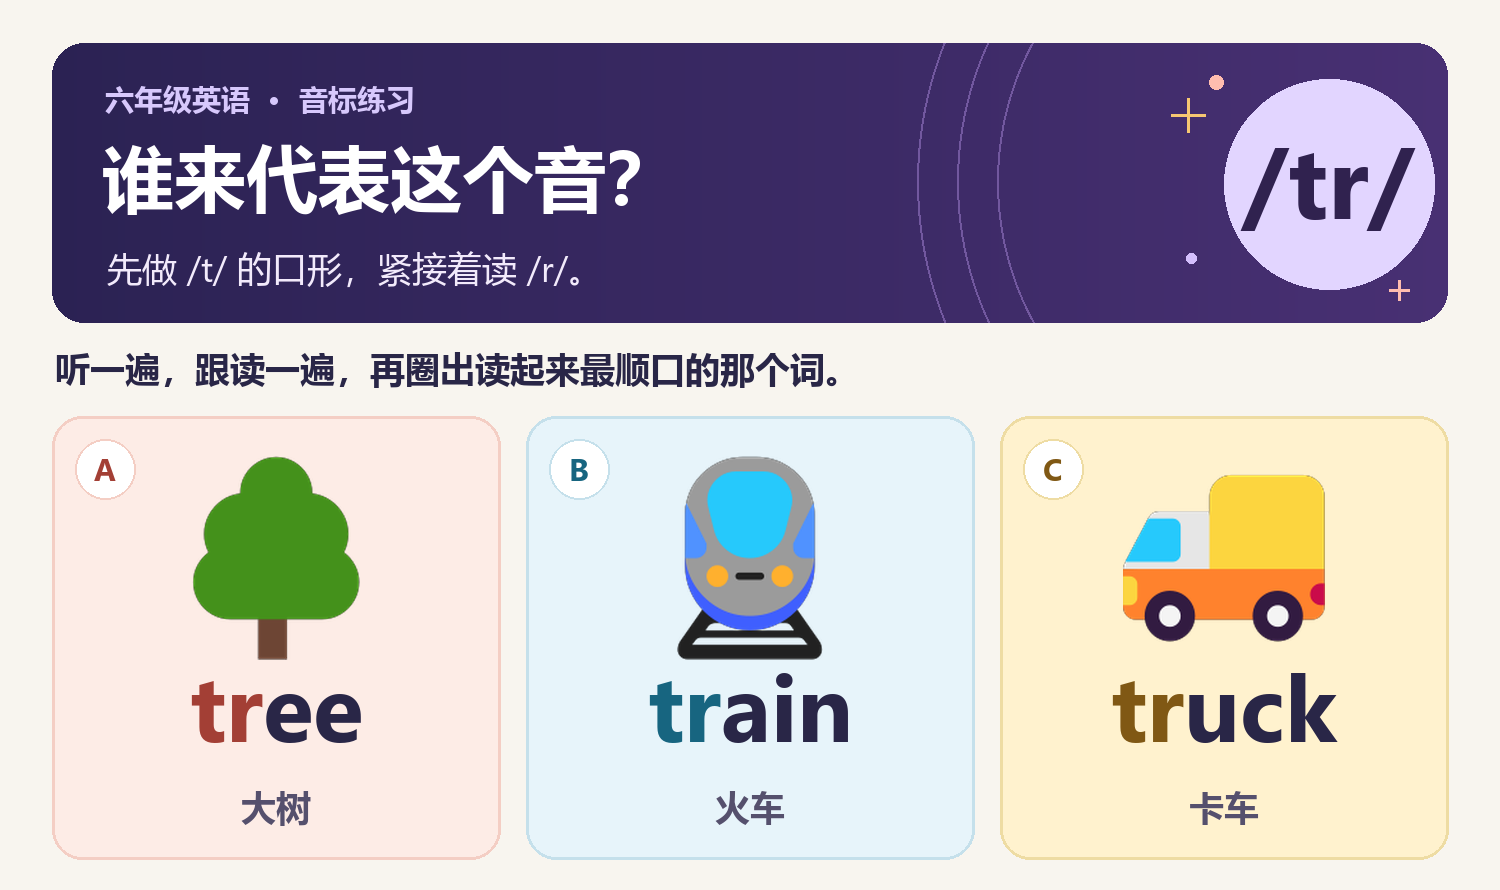 六年级英语 · 音标练习
谁来代表这个音？
先做 /t/ 的口形，紧接着读 /r/。
/tr/
听一遍，跟读一遍，再圈出读起来最顺口的那个词。
A
tree
大树
B
train
火车
C
truck
卡车